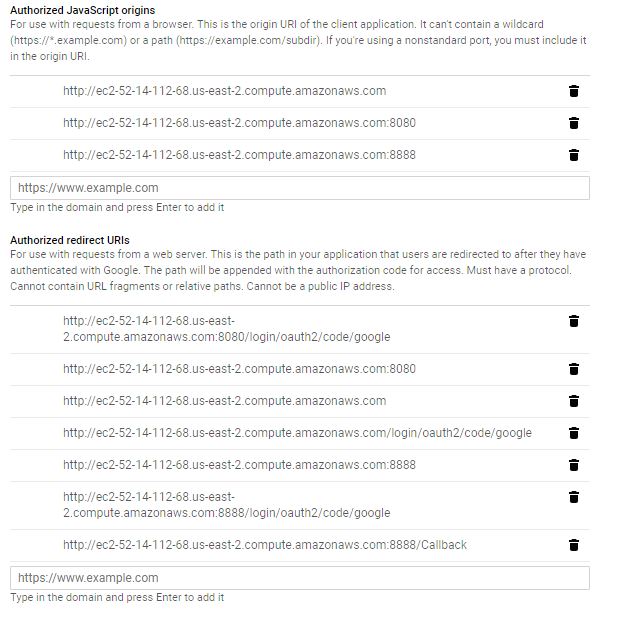 Authorized JavaScript origins
For use with requests from a browser. This is the origin URI of the client application. It can't contain a wildcard
(https://*.example.com) or a path (https://example.com/subdir). If you're using a nonstandard port, you must include it
in the origin URI.
http://ec2-52-14-112-68.us-east-2.compute.amazonaws.com
http://ec2-52-14-112-68.us-east-2.compute.amazonaws.com:8080
http://ec2-52-14-112-68.us-east-2.compute.amazonaws.com:8888
https://www.example.com
Type in the domain and press Enter to add it
Authorized redirect URIs
For use with requests from a web server. This is the path in your application that users are redirected to after they have
authenticated with Google. The path will be appended with the authorization code for access. Must have a protocol.
Cannot contain URL fragments or relative paths. Cannot be a public IP address.
http://ec2-52-14-112-68.us-east-
2.compute.amazonaws.com:8080/login/oauth2/code/google
http://ec2-52-14-112-68.us-east-2.compute.amazonaws.com:8080
http://ec2-52-14-112-68.us-east-2.compute.amazonaws.com
http://ec2-52-14-112-68.us-east-2.compute.amazonaws.com/login/oauth2/code/google
http://ec2-52-14-112-68.us-east-2.compute.amazonaws.com:8888
http://ec2-52-14-112-68.us-east-
2.compute.amazonaws.com:8888/login/oauth2/code/google
http://ec2-52-14-112-68.us-east-2.compute.amazonaws.com:8888/Callback
https://www.example.com
Type in the domain and press Enter to add it